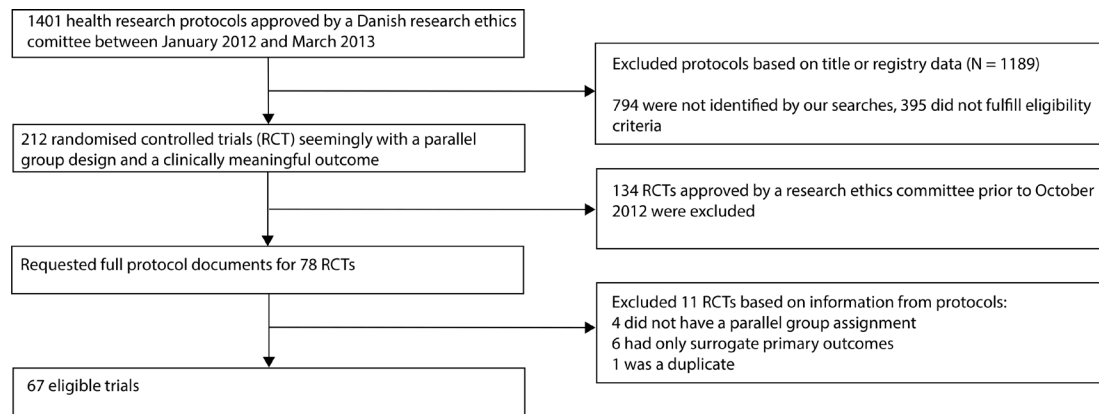 1401 health research protocols approved by a Danish research ethics
comittee between January 2012 and March 2013
Excluded protocols based on title or registry data (N = 1189)
794 were not identified by our searches, 395 did not fulfill eligibility
criteria
212 randomised controlled trials (RCT) seemingly with a parallel
group design and a clinically meaningful outcome
134 RCTs approved by a research ethics committee prior to October
2012 were excluded
Requested full protocol documents for 78 RCTs
Excluded 11 RCTs based on information from protocols:
4 did not have a parallel group assignment
6 had only surrogate primary outcomes
1 was a duplicate
67 eligible trials